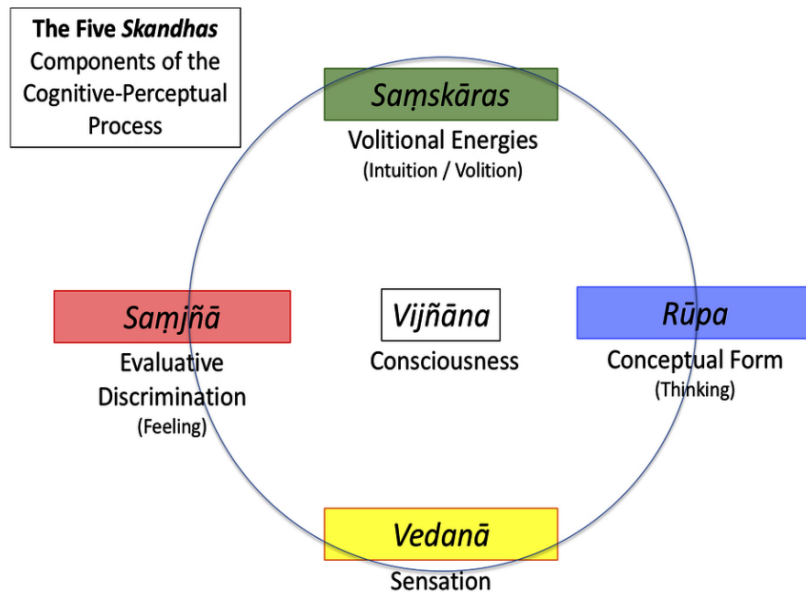 The Five Skandhas
Components of the
Cognitive-Perceptual
Process
Saṃskāras
Volitional Energies
(Intuition / Volition)
Saṃjñā
Evaluative
Discrimination
(Feeling)
Vijñāna
Consciousness
Rūpa
Conceptual Form
(Thinking)
Vedanā
Sensation